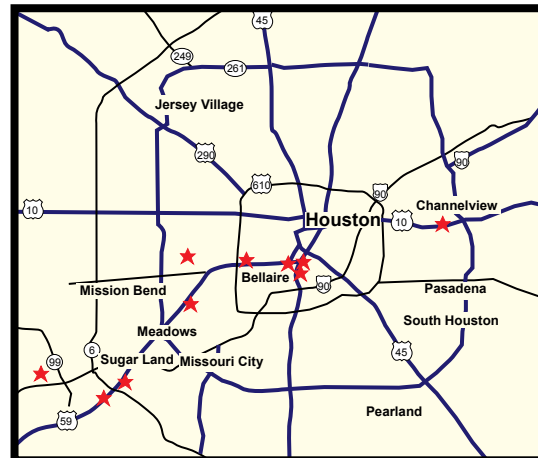 45
249
261
Jersey Village
290
90
610
90
Channelview
10
Houston
10
Bellaire
Mission Bend
90
Pasadena
Meadows
South Houston
6
45
99
Sugar Land
Missouri City
Pearland
59